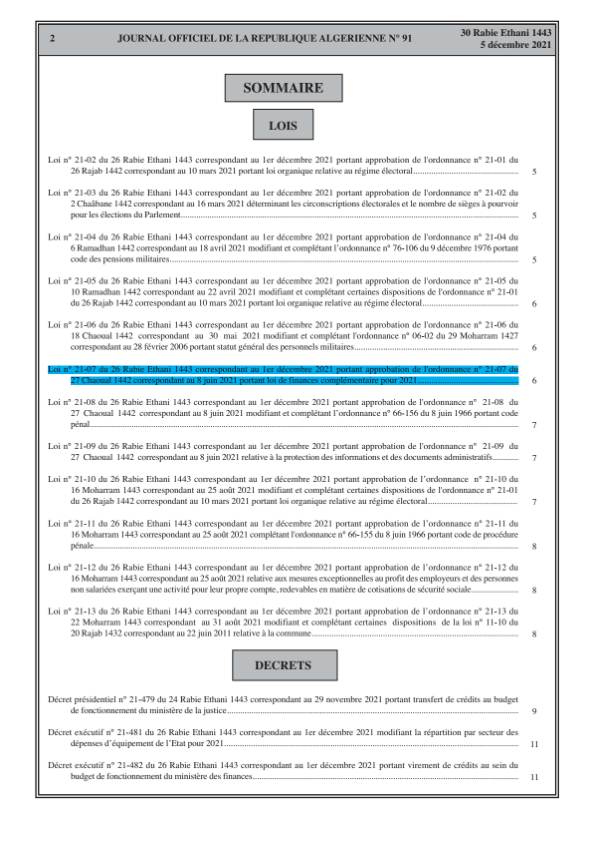 2 JOURNAL OFFICIEL DE LA REPUBLIQUE ALGERIENNE N° 91 30 Rabie Ethani 1443
5 décembre 2021
SOMMAIRE
LOIS
Loi n° 21-02 du 26 Rabie Ethani 1443 correspondant au 1er décembre 2021 portant approbation de l'ordonnance n° 21-01 du
26 Rajab 1442 correspondant au 10 mars 2021 portant loi organique relative au régime électoral............ 5
Loi n° 21-03 du 26 Rabie Ethani 1443 correspondant au 1er décembre 2021 portant approbation de l'ordonnance n° 21-02 du
2 Chaâbane 1442 correspondant au 16 mars 2021 déterminant les circonscriptions électorales et le nombre de sièges à pourvoir
pour les élections du Parlement............ 5
Loi n° 21-04 du 26 Rabie Ethani 1443 correspondant au 1er décembre 2021 portant approbation de l'ordonnance n° 21-04 du
6 Ramadhan 1442 correspondant au 18 avril 2021 modifiant et complétant l'ordonnance n° 76-106 du 9 décembre 1976 portant
code des pensions militaires............ 5
Loi n° 21-05 du 26 Rabie Ethani 1443 correspondant au 1er décembre 2021 portant approbation de l'ordonnance n° 21-05 du
10 Ramadhan 1442 correspondant au 22 avril 2021 modifiant et complétant certaines dispositions de l'ordonnance n° 21-01
du 26 Rajab 1442 correspondant au 10 mars 2021 portant loi organique relative au régime électoral............ 6
Loi n° 21-06 du 26 Rabie Ethani 1443 correspondant au 1er décembre 2021 portant approbation de l'ordonnance n° 21-06 du
18 Chaoual 1442 correspondant au 30 mai 2021 modifiant et complétant l'ordonnance n° 06-02 du 29 Moharram 1427
correspondant au 28 février 2006 portant statut général des personnels militaires............ 6
Loi n° 21-07 du 26 Rabie Ethani 1443 correspondant au 1er décembre 2021 portant approbation de l'ordonnance n° 21-07 du
27 Chaoual 1442 correspondant au 8 juin 2021 portant loi de finances complémentaire pour 2021............ 6
Loi n° 21-08 du 26 Rabie Ethani 1443 correspondant au 1er décembre 2021 portant approbation de l'ordonnance n° 21-08 du
27 Chaoual 1442 correspondant au 8 juin 2021 modifiant et complétant l'ordonnance n° 66-156 du 8 juin 1966 portant code
pénal............ 7
Loi n° 21-09 du 26 Rabie Ethani 1443 correspondant au 1er décembre 2021 portant approbation de l'ordonnance n° 21-09 du
27 Chaoual 1442 correspondant au 8 juin 2021 relative à la protection des informations et des documents administratifs............ 7
Loi n° 21-10 du 26 Rabie Ethani 1443 correspondant au 1er décembre 2021 portant approbation de l'ordonnance n° 21-10 du
16 Moharram 1443 correspondant au 25 août 2021 modifiant et complétant certaines dispositions de l'ordonnance n° 21-01
du 26 Rajab 1442 correspondant au 10 mars 2021 portant loi organique relative au régime électoral............ 7
Loi n° 21-11 du 26 Rabie Ethani 1443 correspondant au 1er décembre 2021 portant approbation de l'ordonnance n° 21-11 du
16 Moharram 1443 correspondant au 25 août 2021 complétant l'ordonnance n° 66-155 du 8 juin 1966 portant code de procédure
pénale............ 8
Loi n° 21-12 du 26 Rabie Ethani 1443 correspondant au 1er décembre 2021 portant approbation de l'ordonnance n° 21-12 du
16 Moharram 1443 correspondant au 25 août 2021 relative aux mesures exceptionnelles au profit des employeurs et des personnes
non salariées exerçant une activité pour leur propre compte, redevables en matière de cotisations de sécurité sociale............ 8
Loi n° 21-13 du 26 Rabie Ethani 1443 correspondant au 1er décembre 2021 portant approbation de l'ordonnance n° 21-13 du
22 Moharram 1443 correspondant au 31 août 2021 modifiant et complétant certaines dispositions de la loi n° 11-10 du
20 Rajab 1432 correspondant au 22 juin 2011 relative à la commune............ 8
DECRETS
Décret présidentiel n° 21-479 du 24 Rabie Ethani 1443 correspondant au 29 novembre 2021 portant transfert de crédits au budget
de fonctionnement du ministère de la justice............ 9
Décret exécutif n° 21-481 du 26 Rabie Ethani 1443 correspondant au 1er décembre 2021 modifiant la répartition par secteur des
dépenses d'équipement de l'Etat pour 2021............ 11
Décret exécutif n° 21-482 du 26 Rabie Ethani 1443 correspondant au 1er décembre 2021 portant virement de crédits au sein du
budget de fonctionnement du ministère des finances............ 11